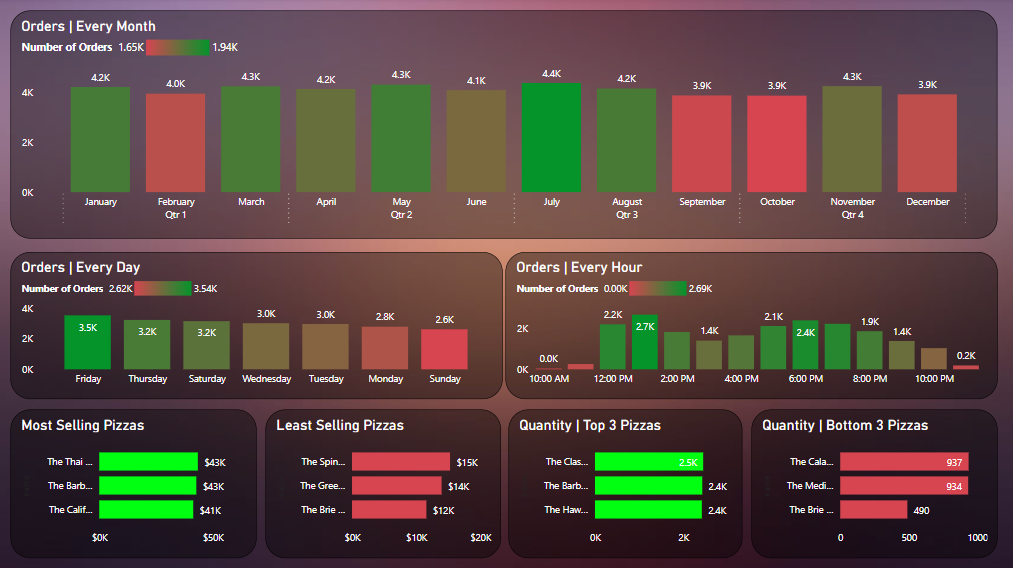 Orders | Every Month
Number of Orders 1.65K 1.94K
4.2K 4.0K 4.3K 4.2K 4.3K 4.1K 4.4K 4.2K 3.9K 3.9K 4.3K 3.9K
4K
2K
0K
January February March April May June July August September October November December
Qtr 1 Qtr 2 Qtr 3 Qtr 4
Orders | Every Day
Number of Orders 2.62K 3.54K
4K
3.5K 3.2K 3.2K 3.0K 3.0K 2.8K 2.6K
2K
0K
Friday Thursday Saturday Wednesday Tuesday Monday Sunday
Orders | Every Hour
Number of Orders 0.00K 2.69K
0.0K 2.2K 2.7K 1.4K 2.1K 2.4K 1.9K 1.4K 0.2K
2K
0K
10:00 AM 12:00 PM 2:00 PM 4:00 PM 6:00 PM 8:00 PM 10:00 PM
Most Selling Pizzas
The Thai ... $43K
The Barb... $43K
The Calif... $41K
$0K $50K
Least Selling Pizzas
The Spin... $15K
The Gree... $14K
The Brie ... $12K
$0K $10K $20K
Quantity | Top 3 Pizzas
The Clas... 2.5K
The Barb... 2.4K
The Haw... 2.4K
0K 2K
Quantity | Bottom 3 Pizzas
The Cala... 937
The Medi... 934
The Brie ... 490
0 500 1000